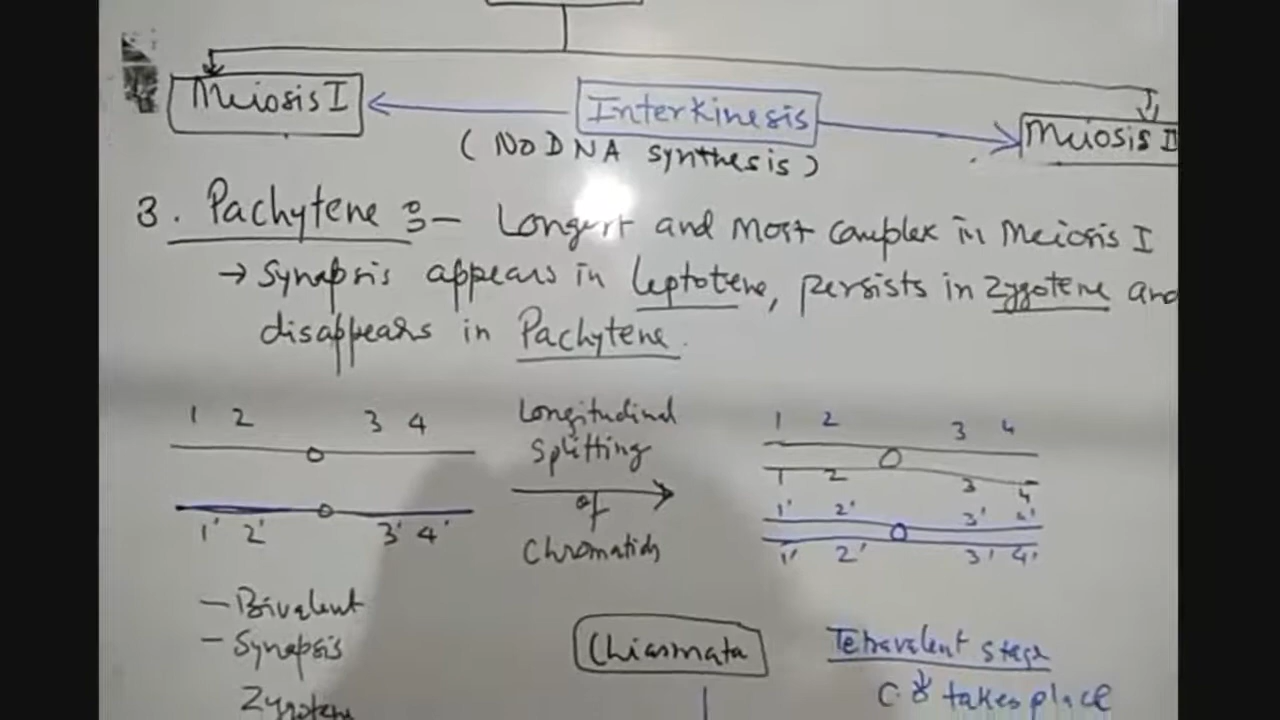 Meiosis I
Interkinesis
Meiosis II
(No DNA synthesis)
3. Pachytene :- Longest and Most complex in Meiosis I
→ Synapsis appears in leptotene, persists in Zygotene and
disappears in Pachytene.
1 2 3 4
1' 2' 3' 4'
Longitudinal
Splitting
of
Chromatids
1 2 3 4
1 2 3 4
1' 2' 3' 4'
1' 2' 3' 4'
- Bivalent
- Synapsis
Zygotene
Chiasmata
Tetravalent stage
takes place